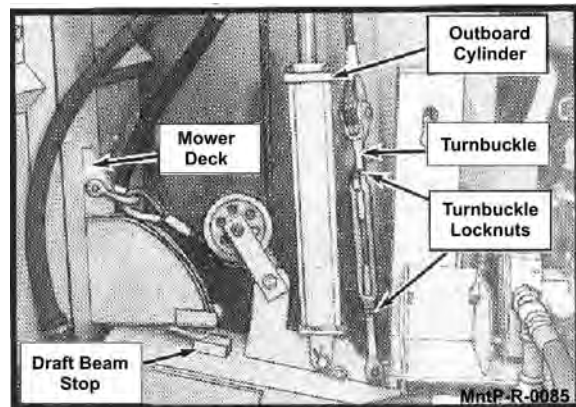 Outboard
Cylinder
Mower
Deck
Turnbuckle
Turnbuckle
Locknuts
Draft Beam
Stop
MntP-R-0085